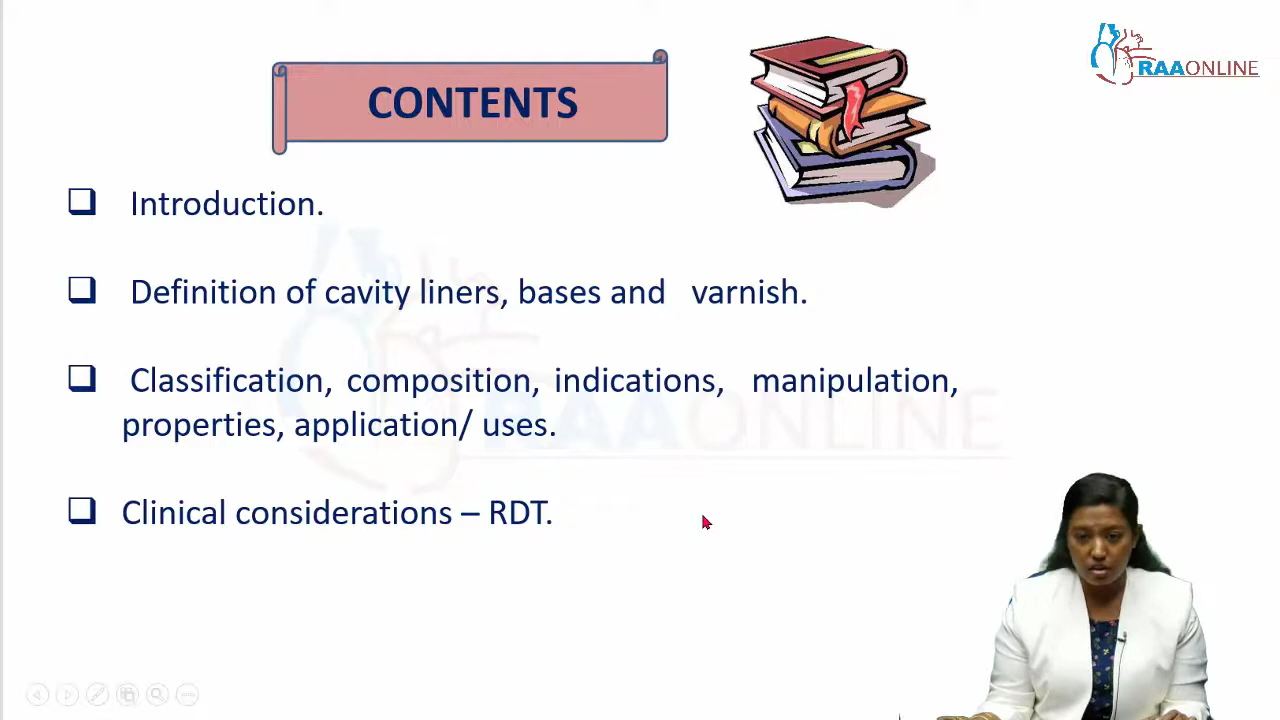 CONTENTS
RAAONLINE
Introduction.
Definition of cavity liners, bases and varnish.
Classification, composition, indications, manipulation,
properties, application/ uses.
RAAONLINE
Clinical considerations – RDT.